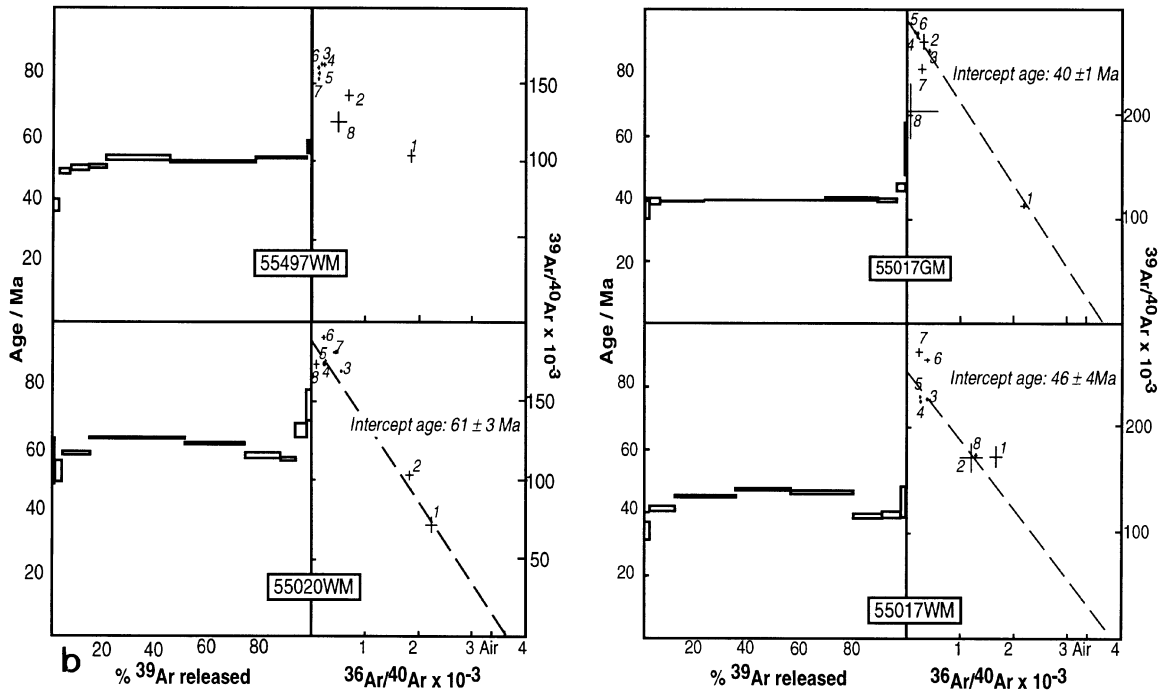 80
60
40
20
Age / Ma
6 3
4
5
7
2
8
1
150
100
55497WM
³⁹Ar/⁴⁰Ar x 10⁻³
80
60
40
20
6
7
5
4
3
8
Intercept age: 61 ± 3 Ma
2
1
150
100
50
55020WM
b
20 40 60 80
1 2 3 Air
% ³⁹Ar released
³⁶Ar/⁴⁰Ar x 10⁻³
80
60
40
20
Age / Ma
5 6
4
2
3
7
Intercept age: 40 ±1 Ma
8
1
200
100
55017GM
³⁹Ar/⁴⁰Ar x 10⁻³
80
60
40
20
7
6
5
3
4
Intercept age: 46 ± 4Ma
8
2
1
200
100
55017WM
20 40 60 80
1 2 3 Air
% ³⁹Ar released
³⁶Ar/⁴⁰Ar x 10⁻³